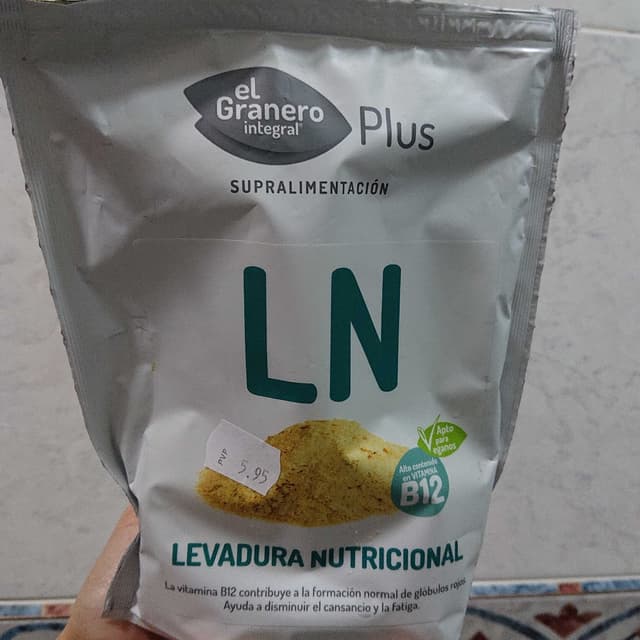 el
Granero
integral
Plus
SUPRALIMENTACIÓN
LN
PVP 5.95
Apto
para
veganos
Alto contenido
en VITAMINA
B12
LEVADURA NUTRICIONAL
La vitamina B12 contribuye a la formación normal de glóbulos rojos.
Ayuda a disminuir el cansancio y la fatiga.